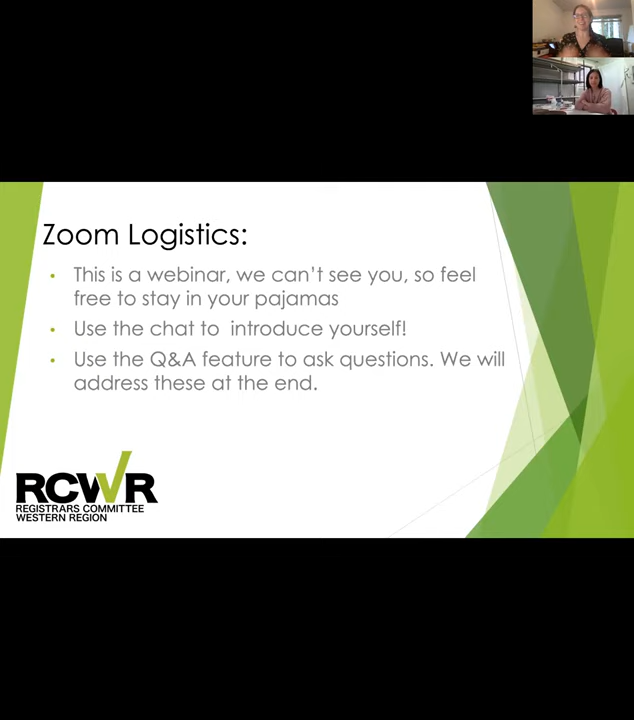 Zoom Logistics:
• This is a webinar, we can't see you, so feel
free to stay in your pajamas
• Use the chat to introduce yourself!
• Use the Q&A feature to ask questions. We will
address these at the end.
RCWR
REGISTRARS COMMITTEE
WESTERN REGION